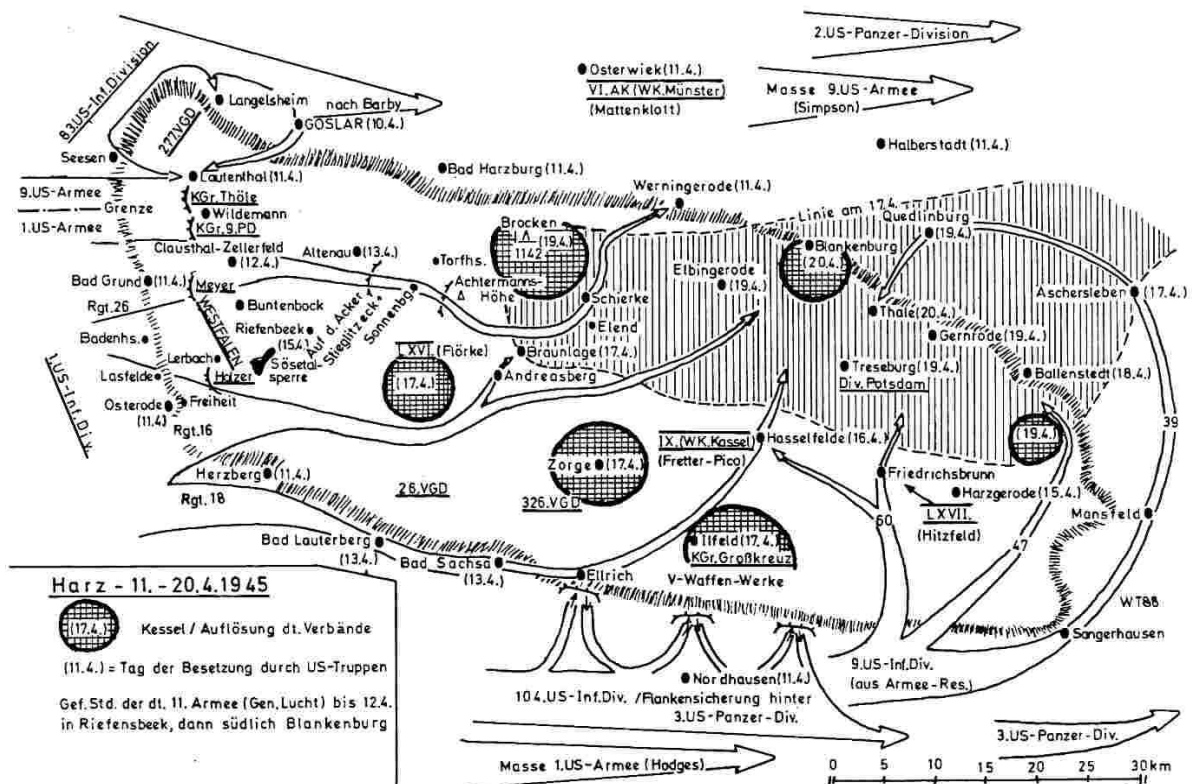 2.US-Panzer-Division
Osterwiek (11.4.)
VI.AK (WK.Münster)
(Mattenklott)
Masse 9.US-Armee
(Simpson)
83.US-Inf.Division
277.VGD
Langelsheim
nach Barby
GOSLAR (10.4.)
Seesen
Halberstadt (11.4.)
Bad Harzburg (11.4.)
Lautenthal (11.4.)
9.US-Armee
Grenze
1.US-Armee
KGr.Thöle
Wildemann
KGr.9.PD
Werningerode (11.4.)
Linie am 17.4.
Quedlinburg
(19.4.)
Clausthal-Zellerfeld
(12.4.)
Altenau (13.4.)
Torfhs.
Brocken
(19.4.)
1142
Blankenburg
(20.4.)
Elbingerode
(19.4.)
Achtermanns-
Höhe
Bad Grund (11.4.)
Meyer
Rgt.26
WESTFALEN
Buntenbock
Schierke
Aschersleben
(17.4.)
Riefenbeek
(15.4.)
Auf d. Acker
Stieglitzeck
Sonnenbg
Elend
Thale (20.4.)
Gernrode (19.4.)
Badenhs.
Lerbach
Sösetal-
sperre
LXVI. (Flörke)
(17.4.)
Braunlage (17.4.)
Andreasberg
Treseburg (19.4.)
Div.Potsdam
Ballenstedt (18.4.)
1.US-Inf.Div.
Lasfelde
Holzer
Osterode
(11.4)
Freiheit
Rgt.16
39
(19.4.)
Herzberg (11.4.)
Rgt. 18
26.VGD
Zorge (17.4.)
326.VGD
IX.(WK.Kassel)
(Fretter-Pico)
Hasselfelde (16.4.)
Friedrichsbrunn
Harzgerode (15.4.)
LXVII.
(Hitzfeld)
60
47
Mansfeld
Bad Lauterberg
(13.4.)
Bad Sachsa
(13.4.)
Ellrich
Ilfeld (17.4.)
KGr.Großkreuz
V-Waffen-Werke
WT88
Sangerhausen
Harz - 11. - 20.4.1945
(17.4.) Kessel / Auflösung dt. Verbände
(11.4.) = Tag der Besetzung durch US-Truppen
Gef. Std. der dt. 11. Armee (Gen. Lucht) bis 12.4.
in Riefensbeek, dann südlich Blankenburg
Nordhausen (11.4.)
104.US-Inf.Div. /Flankensicherung hinter
3.US-Panzer-Div.
9.US-Inf.Div.
(aus Armee-Res.)
3.US-Panzer-Div.
Masse 1.US-Armee (Hodges)
0 5 10 15 20 25 30 km